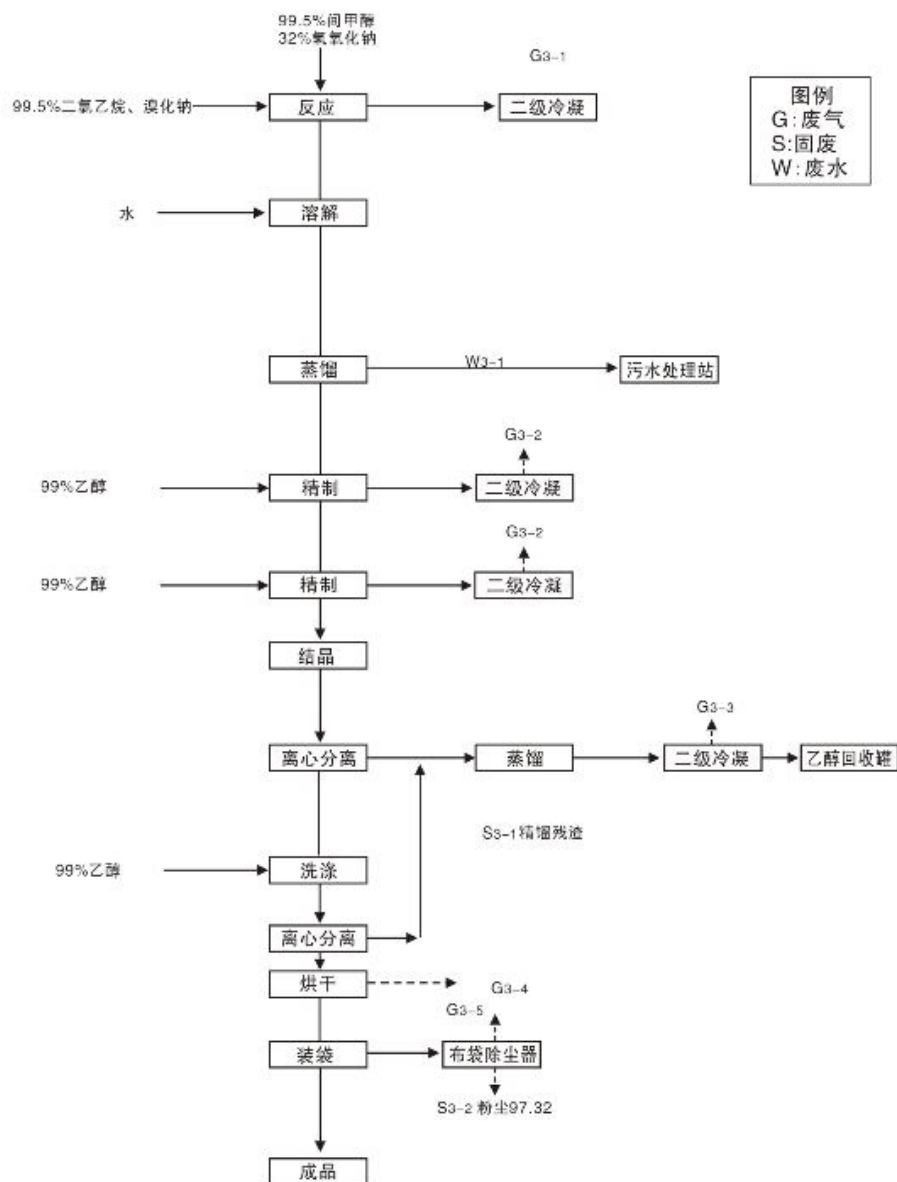 99.5%间甲酚
32%氢氧化钠
G3-1
99.5%二氯乙烷、溴化钠
反应
二级冷凝
图例
G:废气
S:固废
W:废水
水
溶解
蒸馏
W3-1
污水处理站
G3-2
99%乙醇
精制
二级冷凝
G3-2
99%乙醇
精制
二级冷凝
结晶
G3-3
离心分离
蒸馏
二级冷凝
乙醇回收罐
S3-1精馏残渣
99%乙醇
洗涤
离心分离
烘干
G3-4
G3-5
装袋
布袋除尘器
S3-2 粉尘97.32
成品